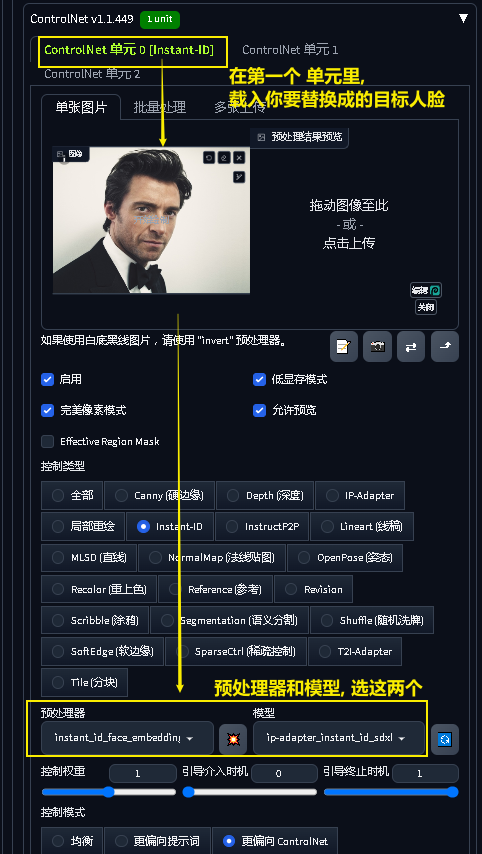 ControlNet v1.1.449 1 unit
ControlNet 单元 0 [Instant-ID] ControlNet 单元 1
ControlNet 单元 2
在第一个 单元里,
载入你要替换成的目标人脸
单张图片 批量处理 多张上传
图像 预处理结果预览
拖动图像至此
- 或 -
点击上传
编辑
关闭
如果使用白底黑线图片，请使用 "invert" 预处理器。
启用 低显存模式
完美像素模式 允许预览
Effective Region Mask
控制类型
全部 Canny (硬边缘) Depth (深度) IP-Adapter
局部重绘 Instant-ID InstructP2P Lineart (线稿)
MLSD (直线) NormalMap (法线贴图) OpenPose (姿态)
Recolor (重上色) Reference (参考) Revision
Scribble (涂鸦) Segmentation (语义分割) Shuffle (随机洗牌)
SoftEdge (软边缘) SparseCtrl (稀疏控制) T2I-Adapter
Tile (分块)
预处理器和模型, 选这两个
预处理器 模型
instant_id_face_embedding ip-adapter_instant_id_sdxl
控制权重 1 引导介入时机 0 引导终止时机 1
控制模式
均衡 更偏向提示词 更偏向 ControlNet